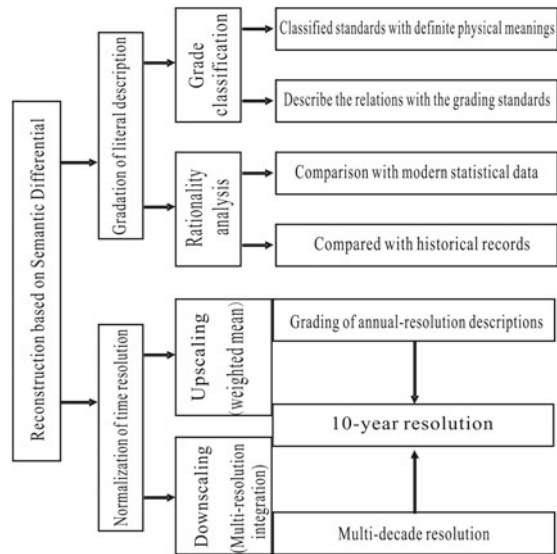 Reconstruction based on Semantic Differential
Gradation of literal description
Grade
classification
Classified standards with definite physical meanings
Describe the relations with the grading standards
Rationality
analysis
Comparison with modern statistical data
Compared with historical records
Normalization of time resolution
Upscaling
(weighted mean)
Grading of annual-resolution descriptions
10-year resolution
Downscaling
(Multi-resolution
integration)
Multi-decade resolution